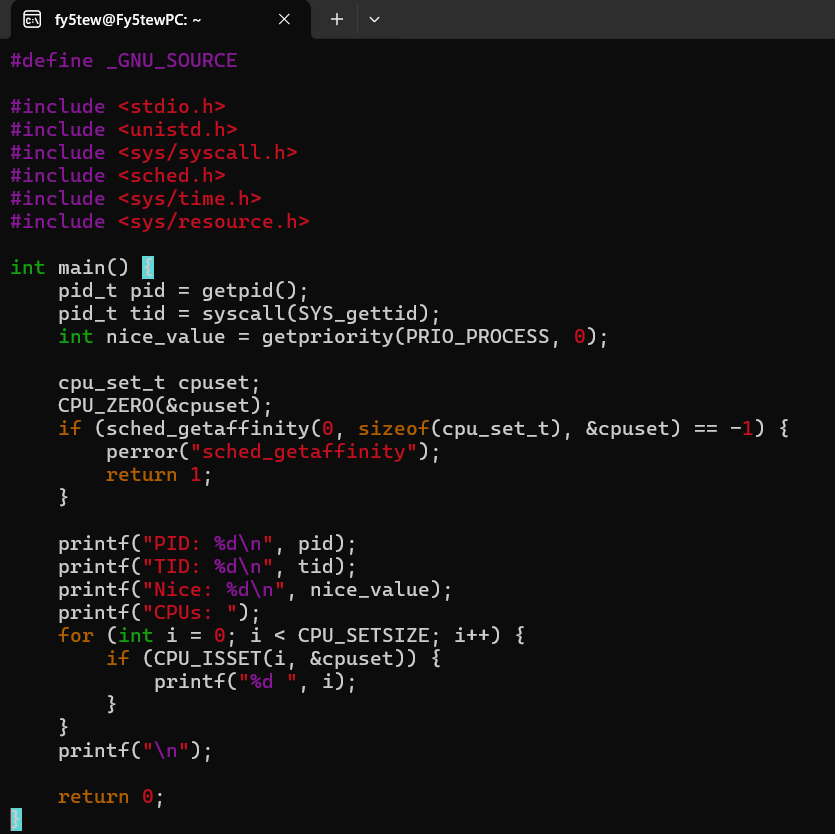 fy5tew@Fy5tewPC: ~
#define _GNU_SOURCE
#include <stdio.h>
#include <unistd.h>
#include <sys/syscall.h>
#include <sched.h>
#include <sys/time.h>
#include <sys/resource.h>
int main() {
    pid_t pid = getpid();
    pid_t tid = syscall(SYS_gettid);
    int nice_value = getpriority(PRIO_PROCESS, 0);
    cpu_set_t cpuset;
    CPU_ZERO(&cpuset);
    if (sched_getaffinity(0, sizeof(cpu_set_t), &cpuset) == -1) {
        perror("sched_getaffinity");
        return 1;
    }
    printf("PID: %d\n", pid);
    printf("TID: %d\n", tid);
    printf("Nice: %d\n", nice_value);
    printf("CPUs: ");
    for (int i = 0; i < CPU_SETSIZE; i++) {
        if (CPU_ISSET(i, &cpuset)) {
            printf("%d ", i);
        }
    }
    printf("\n");
    return 0;
}